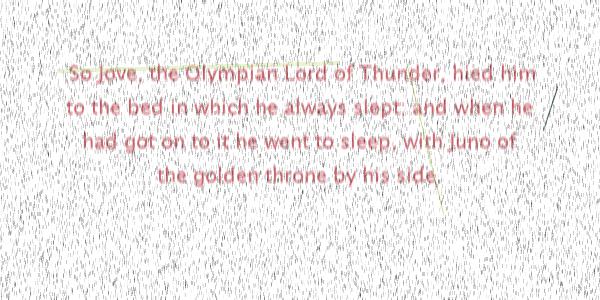 So Jove, the Olympian Lord of Thunder, hied him
to the bed in which he always slept, and when he
had got on to it he went to sleep, with Juno of
the golden throne by his side.